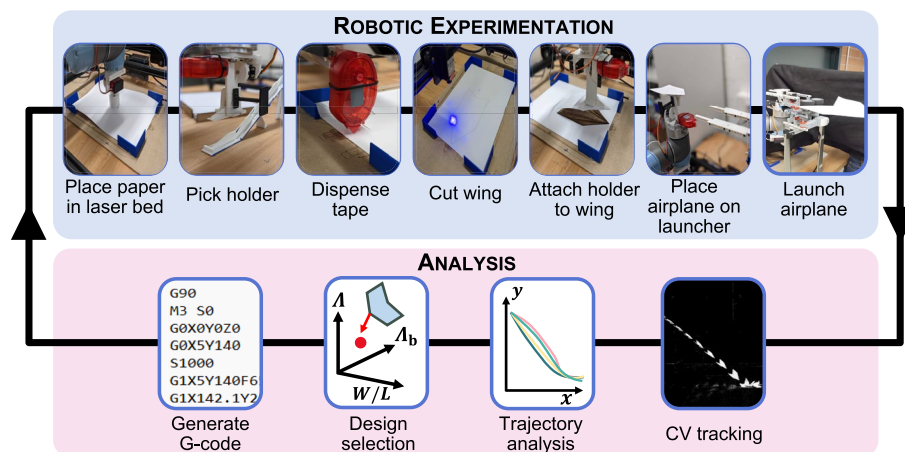 ROBOTIC EXPERIMENTATION
Place paper
in laser bed
Pick holder
Dispense
tape
Cut wing
Attach holder
to wing
Place
airplane on
launcher
Launch
airplane
ANALYSIS
G90
M3 S0
G0X0Y0Z0
G0X5Y140
S1000
G1X5Y140F6
G1X142.1Y2
Generate
G-code
Λ
Λb
W/L
Design
selection
y
x
Trajectory
analysis
CV tracking